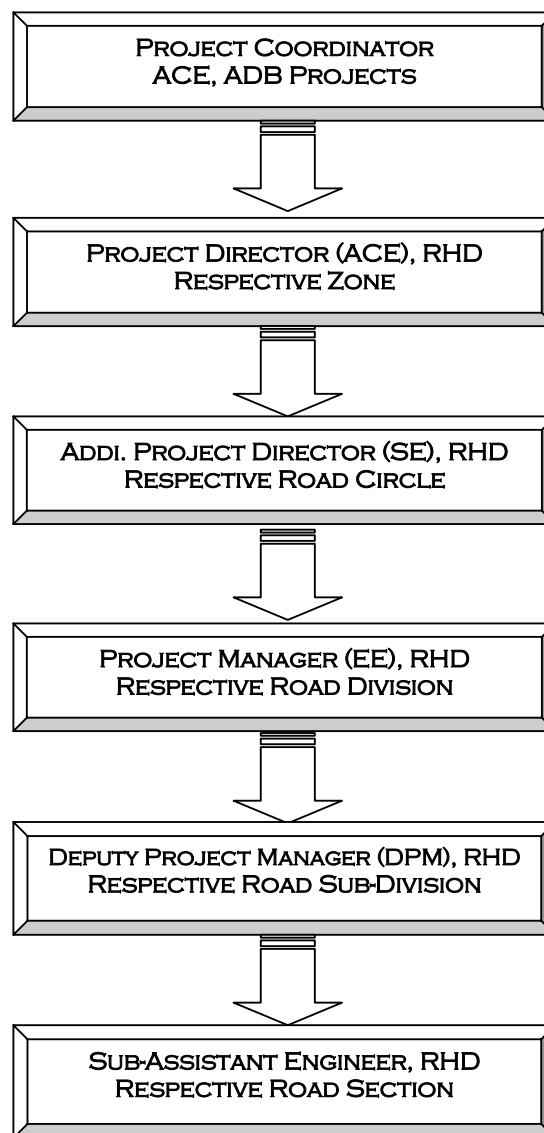 PROJECT COORDINATOR
ACE, ADB PROJECTS
PROJECT DIRECTOR (ACE), RHD
RESPECTIVE ZONE
ADDI. PROJECT DIRECTOR (SE), RHD
RESPECTIVE ROAD CIRCLE
PROJECT MANAGER (EE), RHD
RESPECTIVE ROAD DIVISION
DEPUTY PROJECT MANAGER (DPM), RHD
RESPECTIVE ROAD SUB-DIVISION
SUB-ASSISTANT ENGINEER, RHD
RESPECTIVE ROAD SECTION